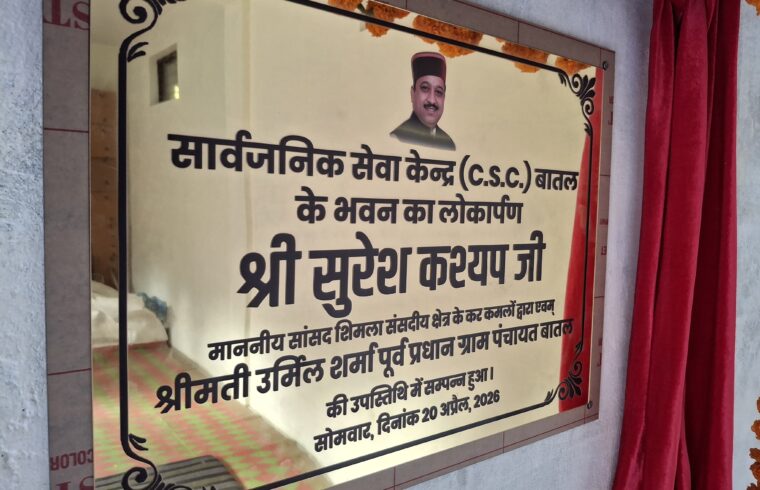 सार्वजनिक सेवा केन्द्र (C.S.C.) बातल
के भवन का लोकार्पण
श्री सुरेश कश्यप जी
माननीय सांसद शिमला संसदीय क्षेत्र के कर कमलों द्वारा एवम्
श्रीमती उर्मिल शर्मा पूर्व प्रधान ग्राम पंचायत बातल
की उपस्थिति में सम्पन्न हुआ।
सोमवार, दिनांक 20 अप्रैल, 2026